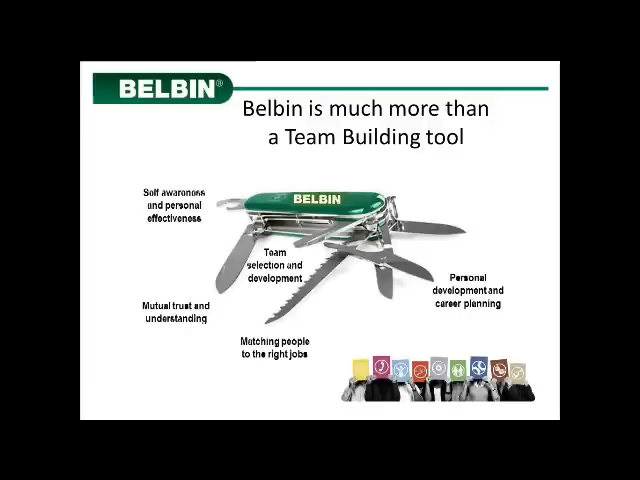 BELBIN®
Belbin is much more than
a Team Building tool
Self awareness
and personal
effectiveness
BELBIN
Team
selection and
development
Personal
development and
career planning
Mutual trust and
understanding
Matching people
to the right jobs